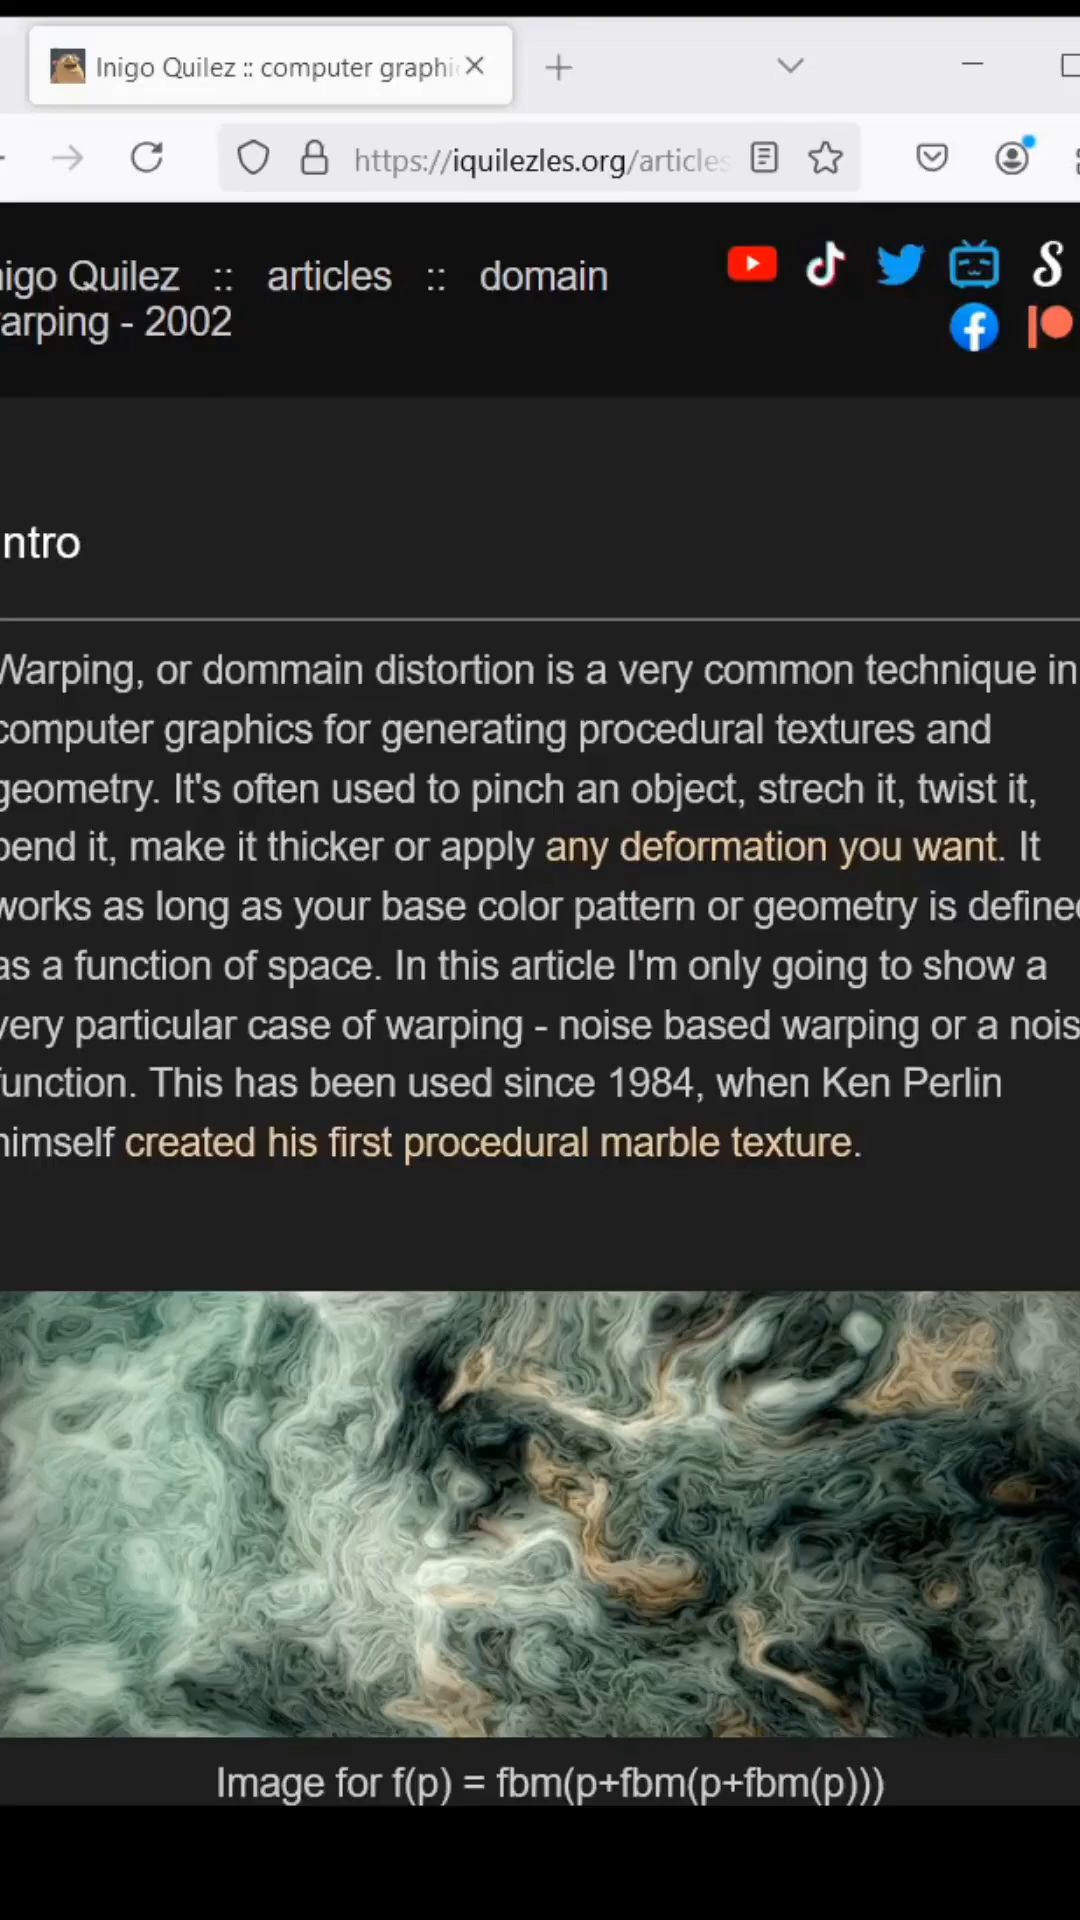 Inigo Quilez :: computer graphi
https://iquilezles.org/articles
igo Quilez :: articles :: domain
arping - 2002
ntro
Warping, or dommain distortion is a very common technique in
computer graphics for generating procedural textures and
geometry. It's often used to pinch an object, strech it, twist it,
bend it, make it thicker or apply any deformation you want. It
works as long as your base color pattern or geometry is defined
as a function of space. In this article I'm only going to show a
very particular case of warping - noise based warping or a nois
function. This has been used since 1984, when Ken Perlin
himself created his first procedural marble texture.
Image for f(p) = fbm(p+fbm(p+fbm(p)))